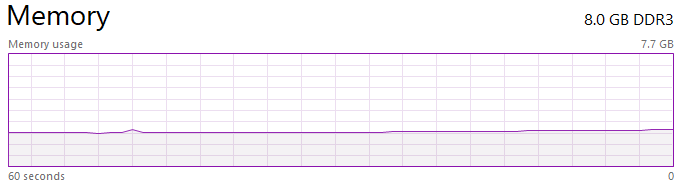 Memory 8.0 GB DDR3
Memory usage 7.7 GB
60 seconds 0